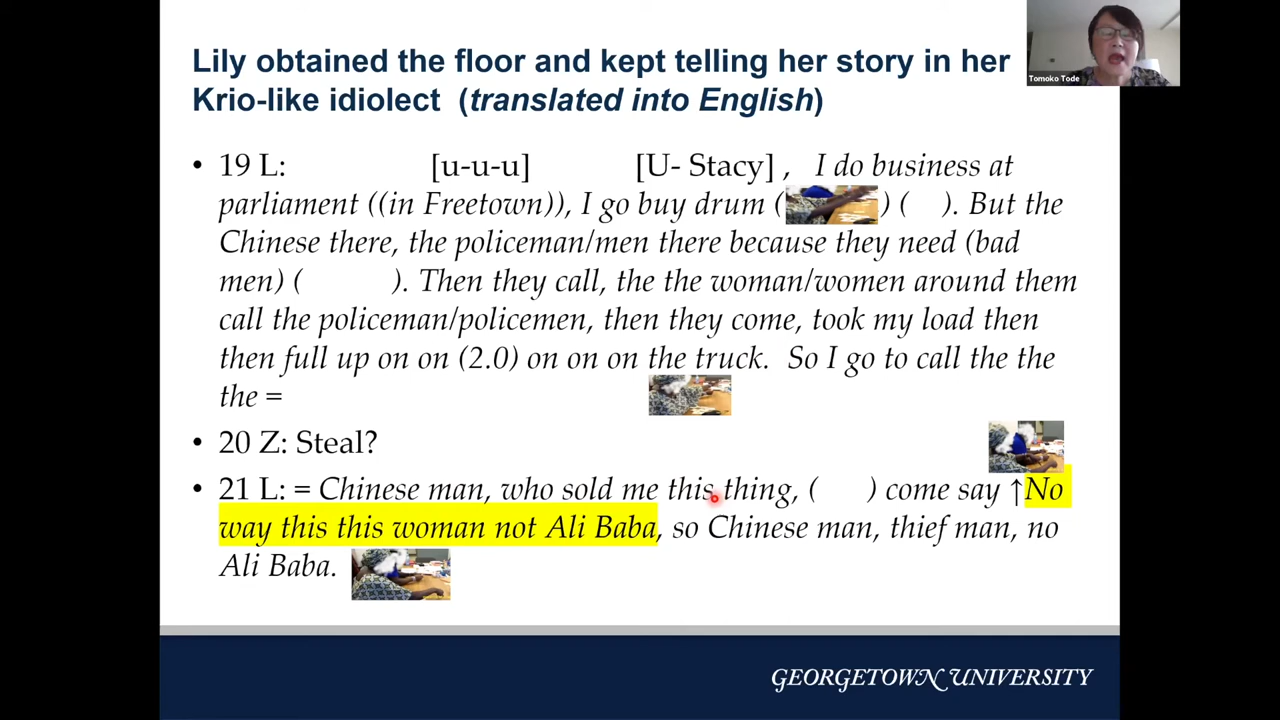 Lily obtained the floor and kept telling her story in her
Krio-like idiolect (translated into English)
Tomoko Tode
• 19 L: [u-u-u] [U- Stacy] , I do business at
parliament ((in Freetown)), I go buy drum ( ) ( ). But the
Chinese there, the policeman/men there because they need (bad
men) ( ). Then they call, the the woman/women around them
call the policeman/policemen, then they come, took my load then
then full up on on (2.0) on on on the truck. So I go to call the the
the =
• 20 Z: Steal?
• 21 L: = Chinese man, who sold me this thing, ( ) come say ↑No
way this this woman not Ali Baba, so Chinese man, thief man, no
Ali Baba.
GEORGETOWN UNIVERSITY